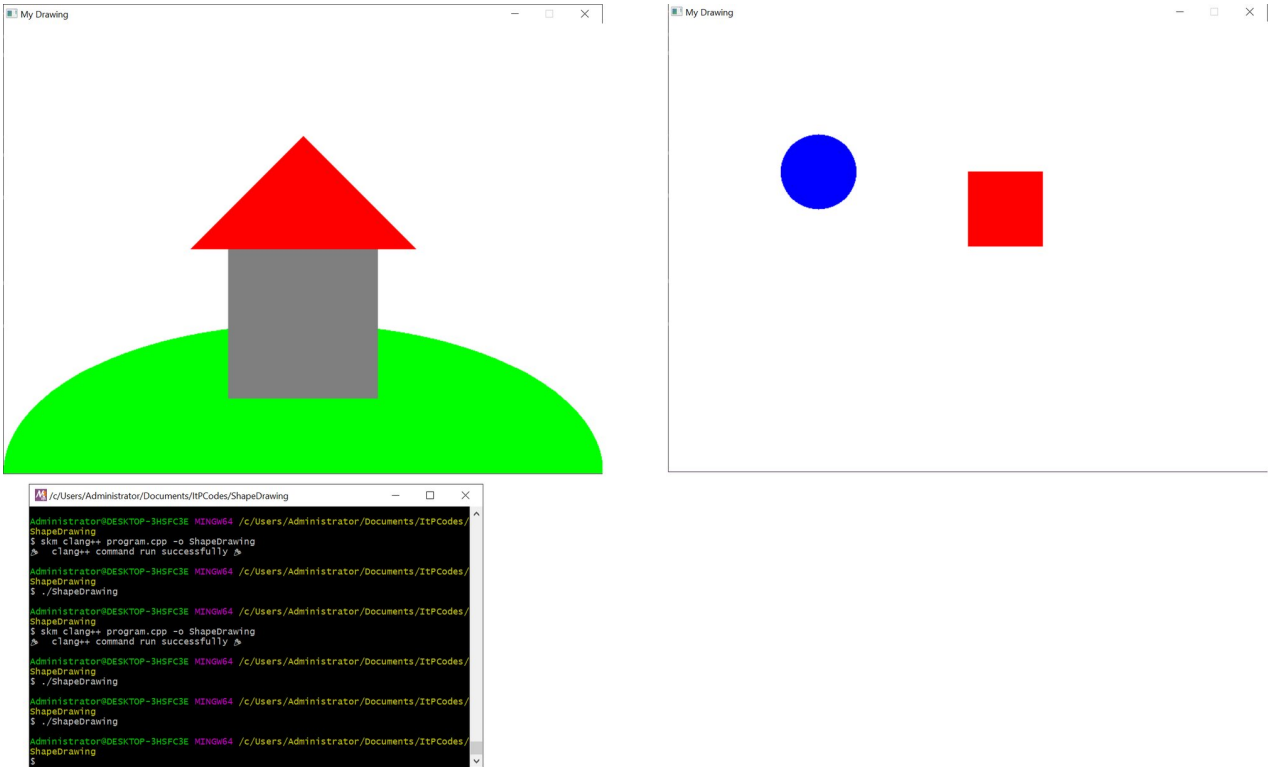 My Drawing
My Drawing
/c/Users/Administrator/Documents/ItPCodes/ShapeDrawing
Administrator@DESKTOP-3HSFC3E MINGW64 /c/Users/Administrator/Documents/ItPCodes/
ShapeDrawing
$ skm clang++ program.cpp -o ShapeDrawing
clang++ command run successfully
Administrator@DESKTOP-3HSFC3E MINGW64 /c/Users/Administrator/Documents/ItPCodes/
ShapeDrawing
$ ./ShapeDrawing
Administrator@DESKTOP-3HSFC3E MINGW64 /c/Users/Administrator/Documents/ItPCodes/
ShapeDrawing
$ skm clang++ program.cpp -o ShapeDrawing
clang++ command run successfully
Administrator@DESKTOP-3HSFC3E MINGW64 /c/Users/Administrator/Documents/ItPCodes/
ShapeDrawing
$ ./ShapeDrawing
Administrator@DESKTOP-3HSFC3E MINGW64 /c/Users/Administrator/Documents/ItPCodes/
ShapeDrawing
$ ./ShapeDrawing
Administrator@DESKTOP-3HSFC3E MINGW64 /c/Users/Administrator/Documents/ItPCodes/
ShapeDrawing
$